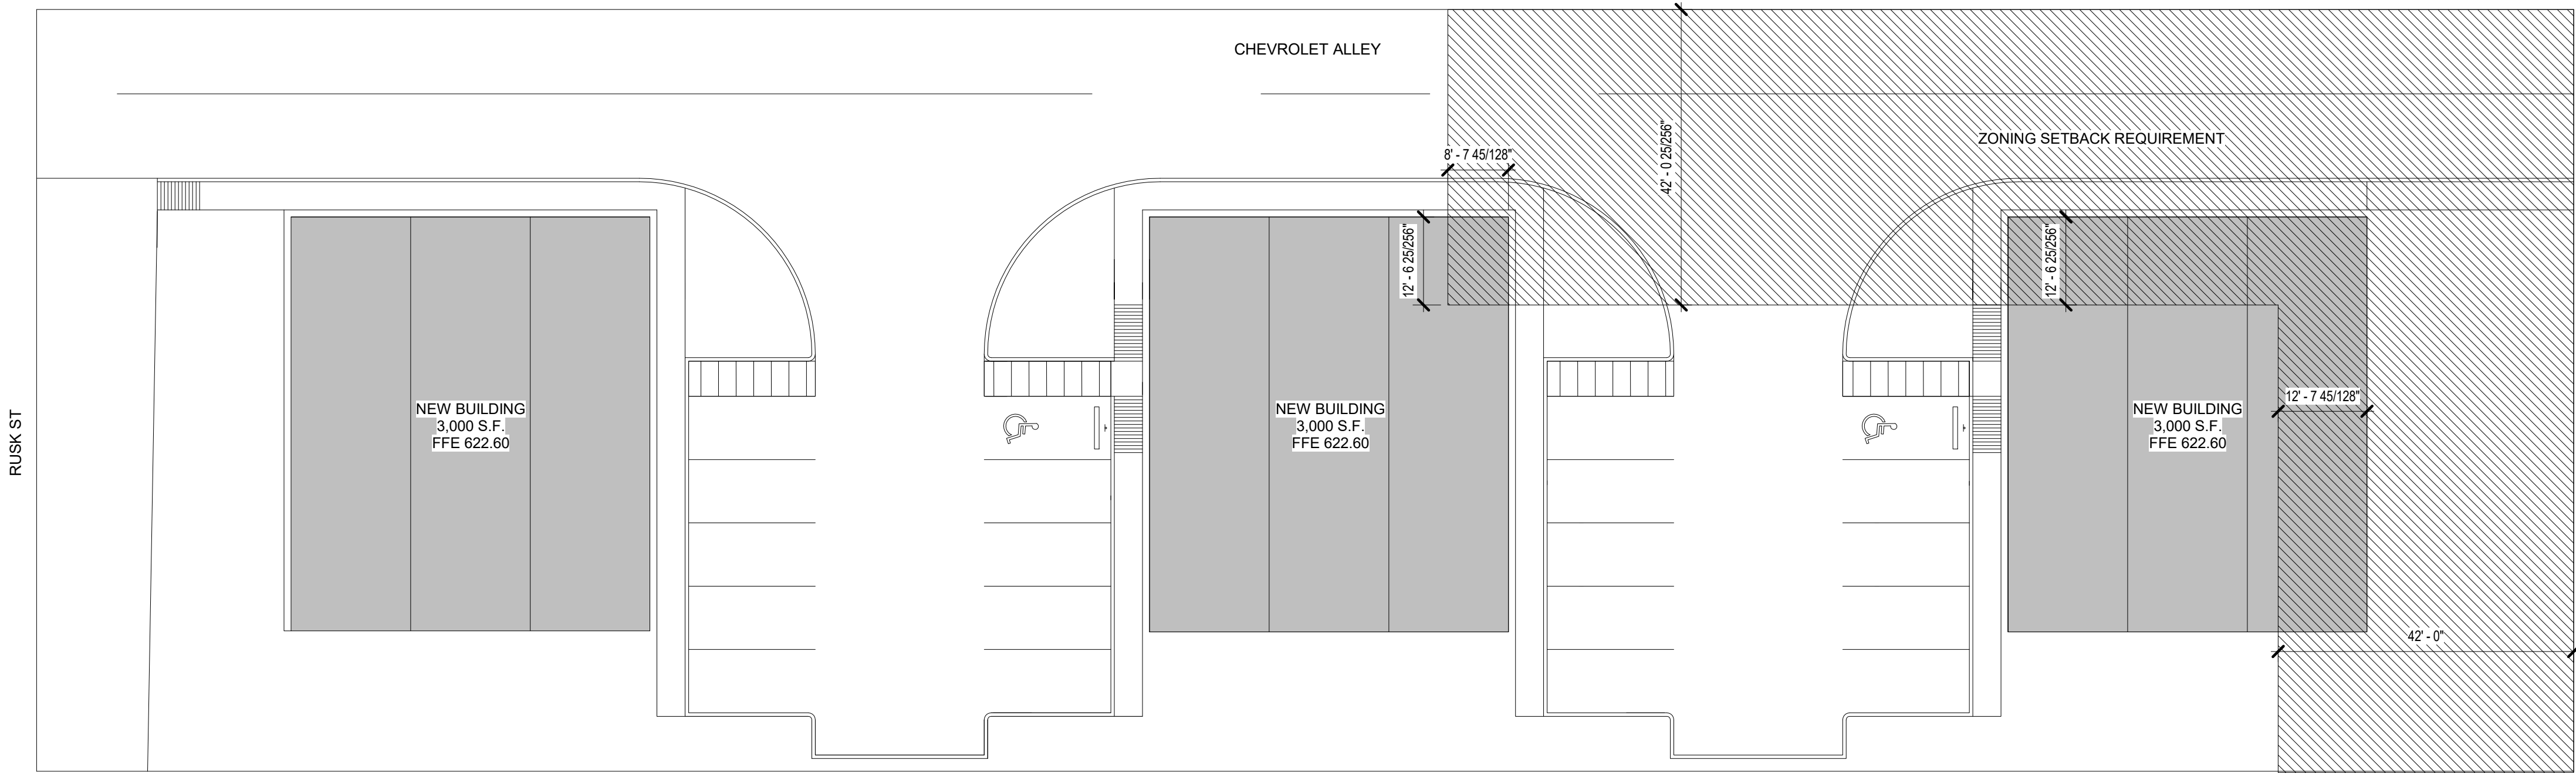 CHEVROLET ALLEY
ZONING SETBACK REQUIREMENT
8' - 7 45/128"
42' - 0 25/256"
12' - 6 25/256"
12' - 6 25/256"
RUSK ST
NEW BUILDING
3,000 S.F.
FFE 622.60
NEW BUILDING
3,000 S.F.
FFE 622.60
NEW BUILDING
3,000 S.F.
FFE 622.60
12' - 7 45/128"
42' - 0"